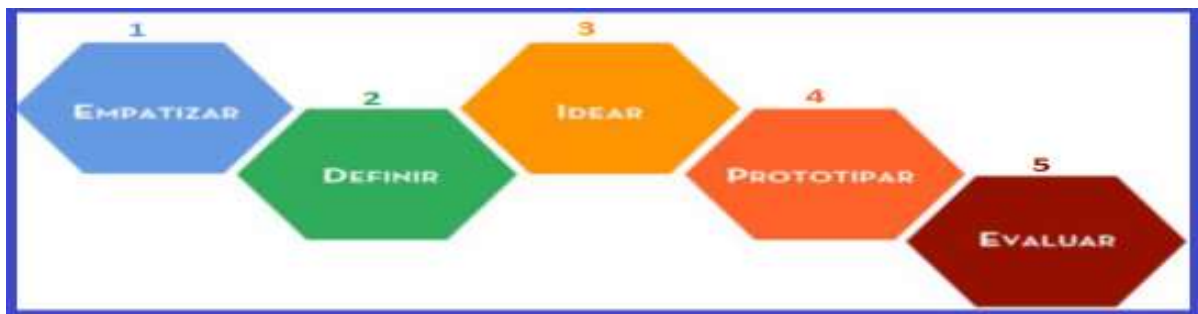 1
EMPATIZAR
2
DEFINIR
3
IDEAR
4
PROTOTIPAR
5
EVALUAR